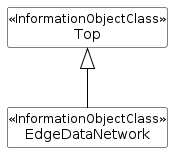 «InformationObjectClass»
Top
«InformationObjectClass»
EdgeDataNetwork